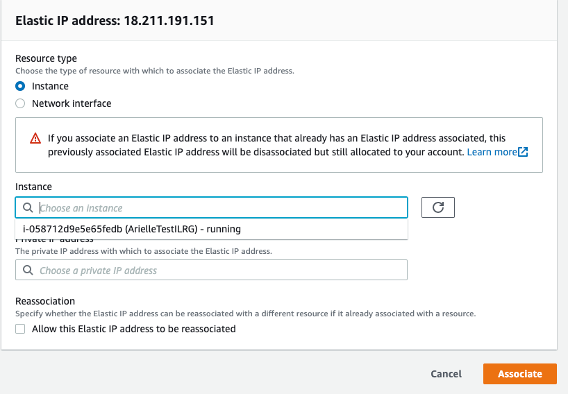 Elastic IP address: 18.211.191.151
Resource type
Choose the type of resource with which to associate the Elastic IP address.
Instance
Network interface
If you associate an Elastic IP address to an instance that already has an Elastic IP address associated, this
previously associated Elastic IP address will be disassociated but still allocated to your account. Learn more
Instance
Choose an instance
i-058712d9e5e65fedb (ArielleTestILRG) - running
Private IP address
The private IP address with which to associate the Elastic IP address.
Choose a private IP address
Reassociation
Specify whether the Elastic IP address can be reassociated with a different resource if it already associated with a resource.
Allow this Elastic IP address to be reassociated
Cancel
Associate